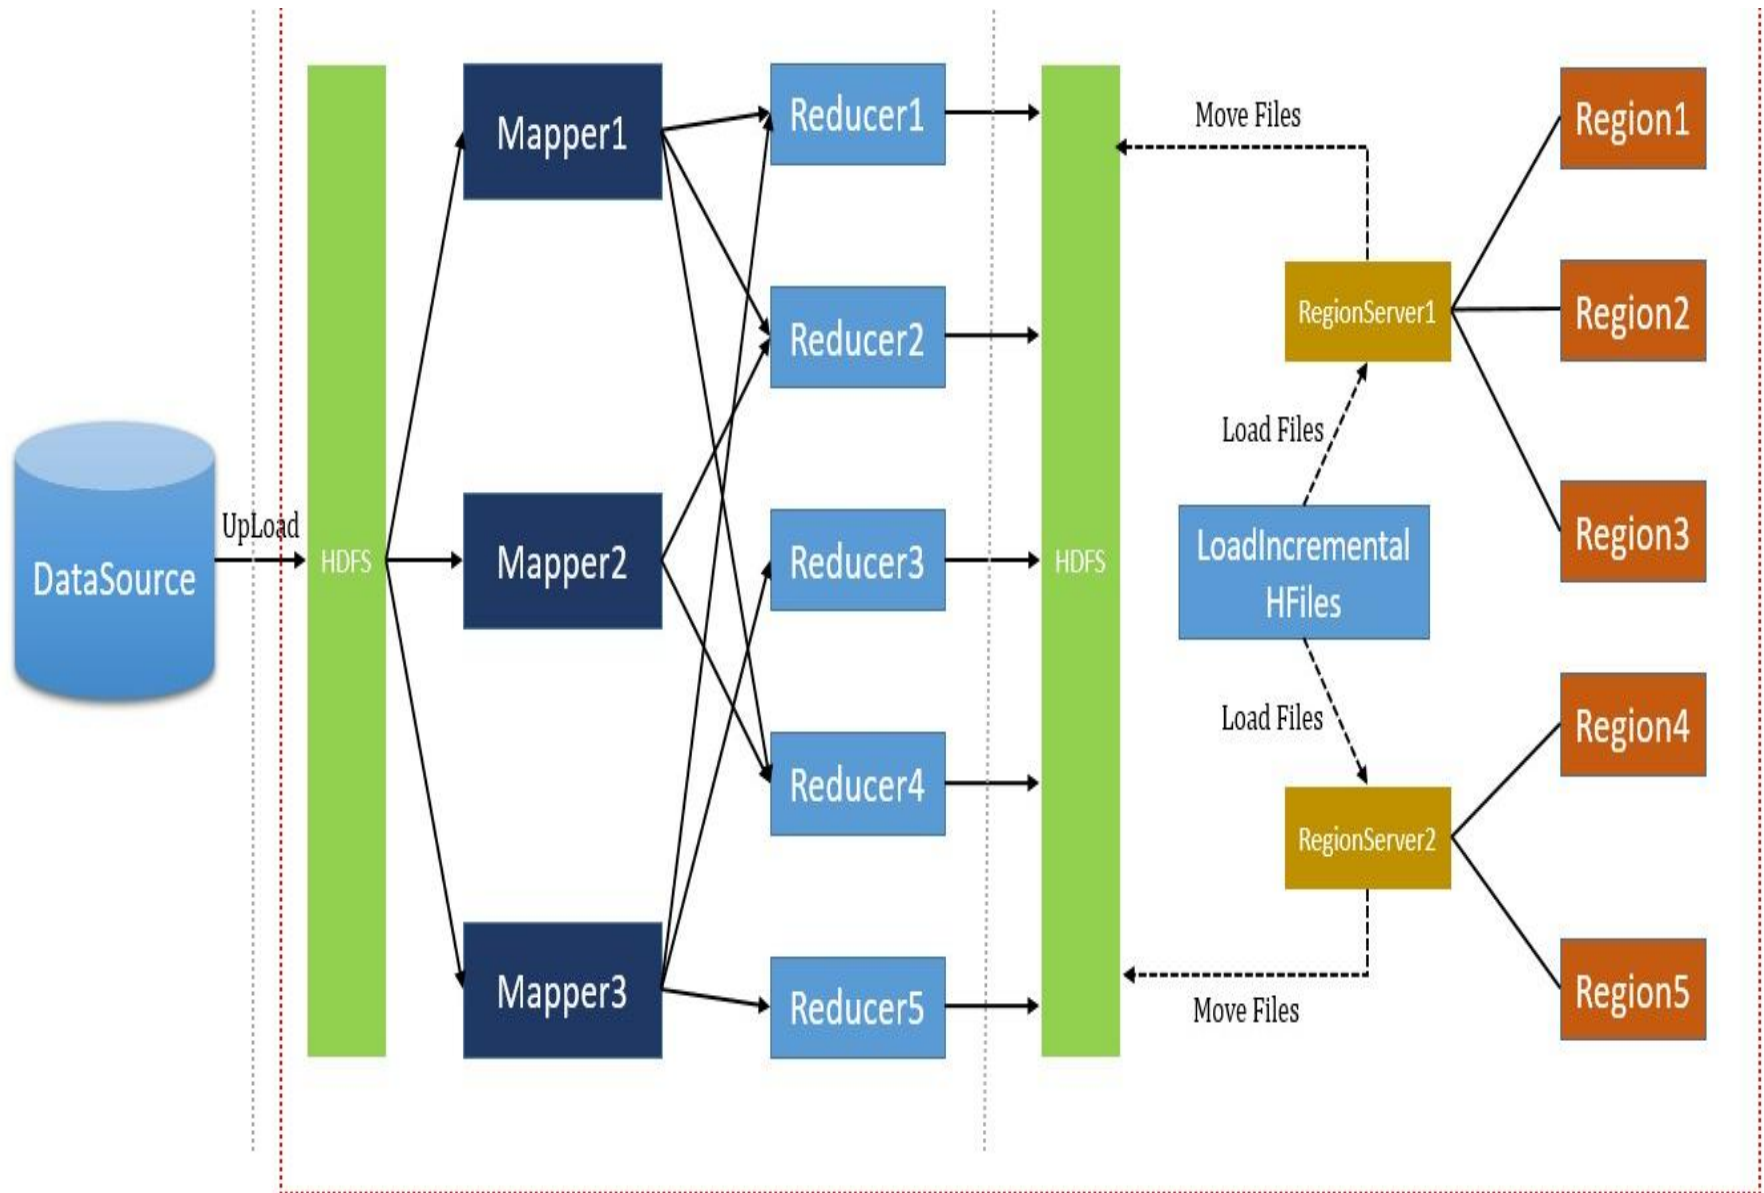 DataSource
UpLoad
HDFS
Mapper1
Mapper2
Mapper3
Reducer1
Reducer2
Reducer3
Reducer4
Reducer5
HDFS
Move Files
RegionServer1
Load Files
LoadIncremental
HFiles
Load Files
RegionServer2
Move Files
Region1
Region2
Region3
Region4
Region5